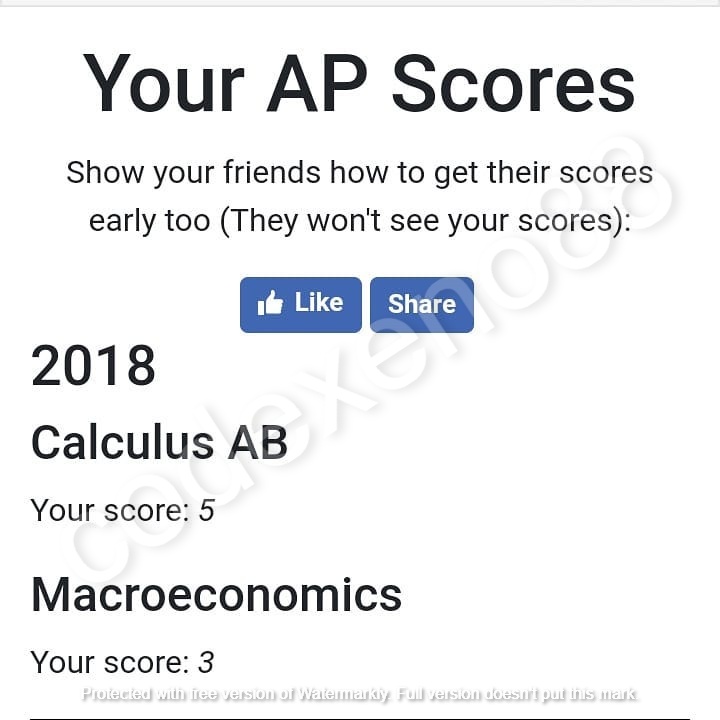 Your AP Scores
Show your friends how to get their scores
early too (They won't see your scores):
Like Share
2018
Calculus AB
Your score: 5
Macroeconomics
Your score: 3
codexeno88
Protected with free version of Watermarkly. Full version doesn't put this mark.